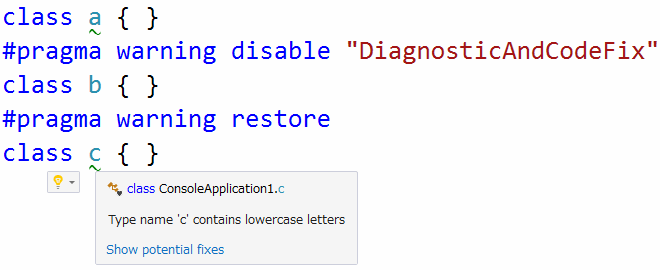 class a { }
#pragma warning disable "DiagnosticAndCodeFix"
class b { }
#pragma warning restore
class c { }
class ConsoleApplication1.c
Type name 'c' contains lowercase letters
Show potential fixes